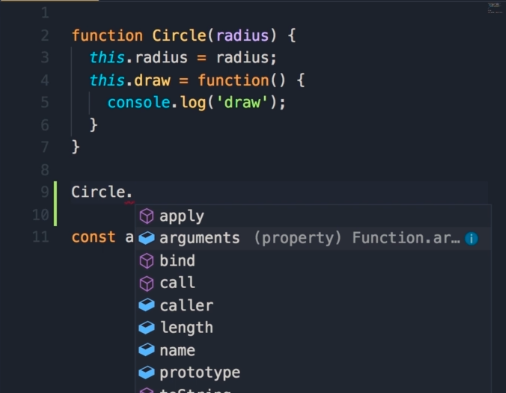 1
2 function Circle(radius) {
3 this.radius = radius;
4 this.draw = function() {
5 console.log('draw');
6 }
7 }
8
9 Circle.
10
apply
11 const a
arguments (property) Function.ar…
bind
call
caller
length
name
prototype
toString